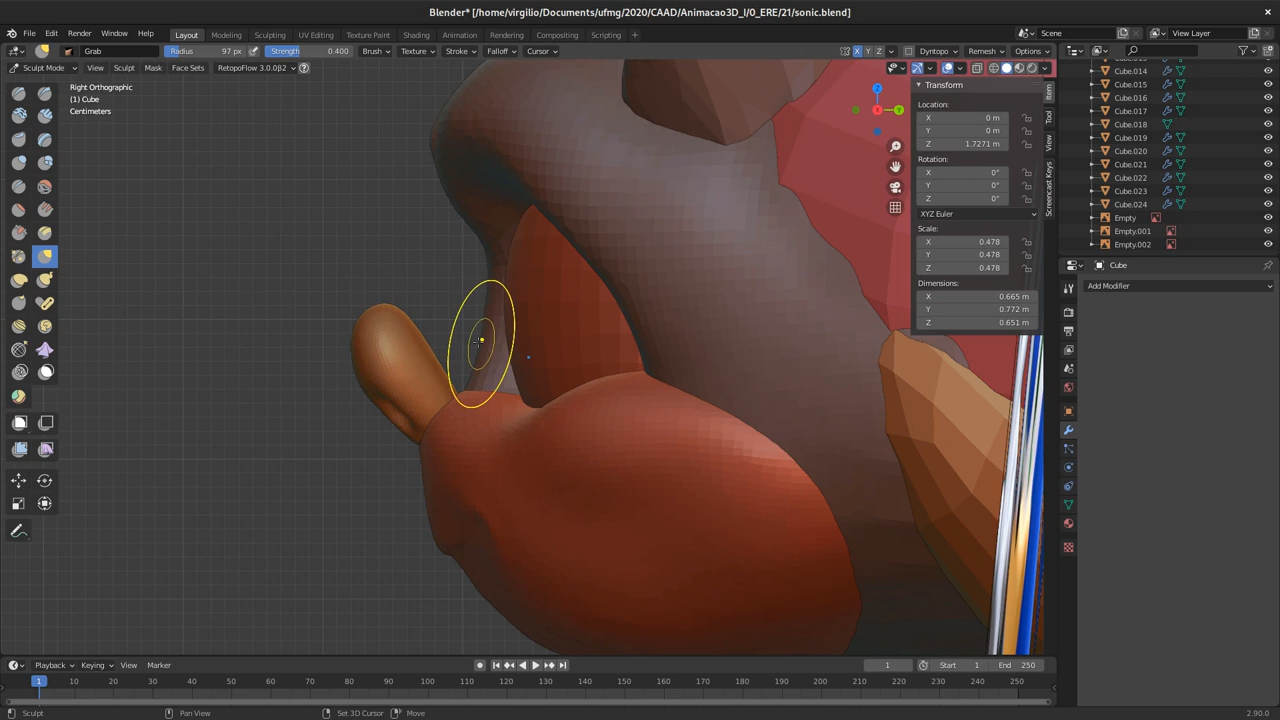 Blender* [/home/virgilio/Documents/ufmg/2020/CAAD/Animacao3D_I/0_ERE/21/sonic.blend]
File Edit Render Window Help Layout Modeling Sculpting UV Editing Texture Paint Shading Animation Rendering Compositing Scripting + Scene View Layer
Grab Radius 97 px Strength 0.400 Brush Texture Stroke Falloff Cursor X Y Z Dyntopo Remesh Options
Sculpt Mode View Sculpt Mask Face Sets RetopoFlow 3.0.0β2
Right Orthographic
(1) Cube
Centimeters
Z
Y
X
Transform
Location:
X 0 m
Y 0 m
Z 1.7271 m
Rotation:
X 0°
Y 0°
Z 0°
XYZ Euler
Scale:
X 0.478
Y 0.478
Z 0.478
Dimensions:
X 0.665 m
Y 0.772 m
Z 0.651 m
Item
Tool
View
Screencast Keys
Cube.014
Cube.015
Cube.016
Cube.017
Cube.018
Cube.019
Cube.020
Cube.021
Cube.022
Cube.023
Cube.024
Empty
Empty.001
Empty.002
Cube
Add Modifier
Playback Keying View Marker 1 Start 1 End 250
1 10 20 30 40 50 60 70 80 90 100 110 120 130 140 150 160 170 180 190 200 210 220 230 240 250
Sculpt Pan View Set 3D Cursor Move 2.90.0